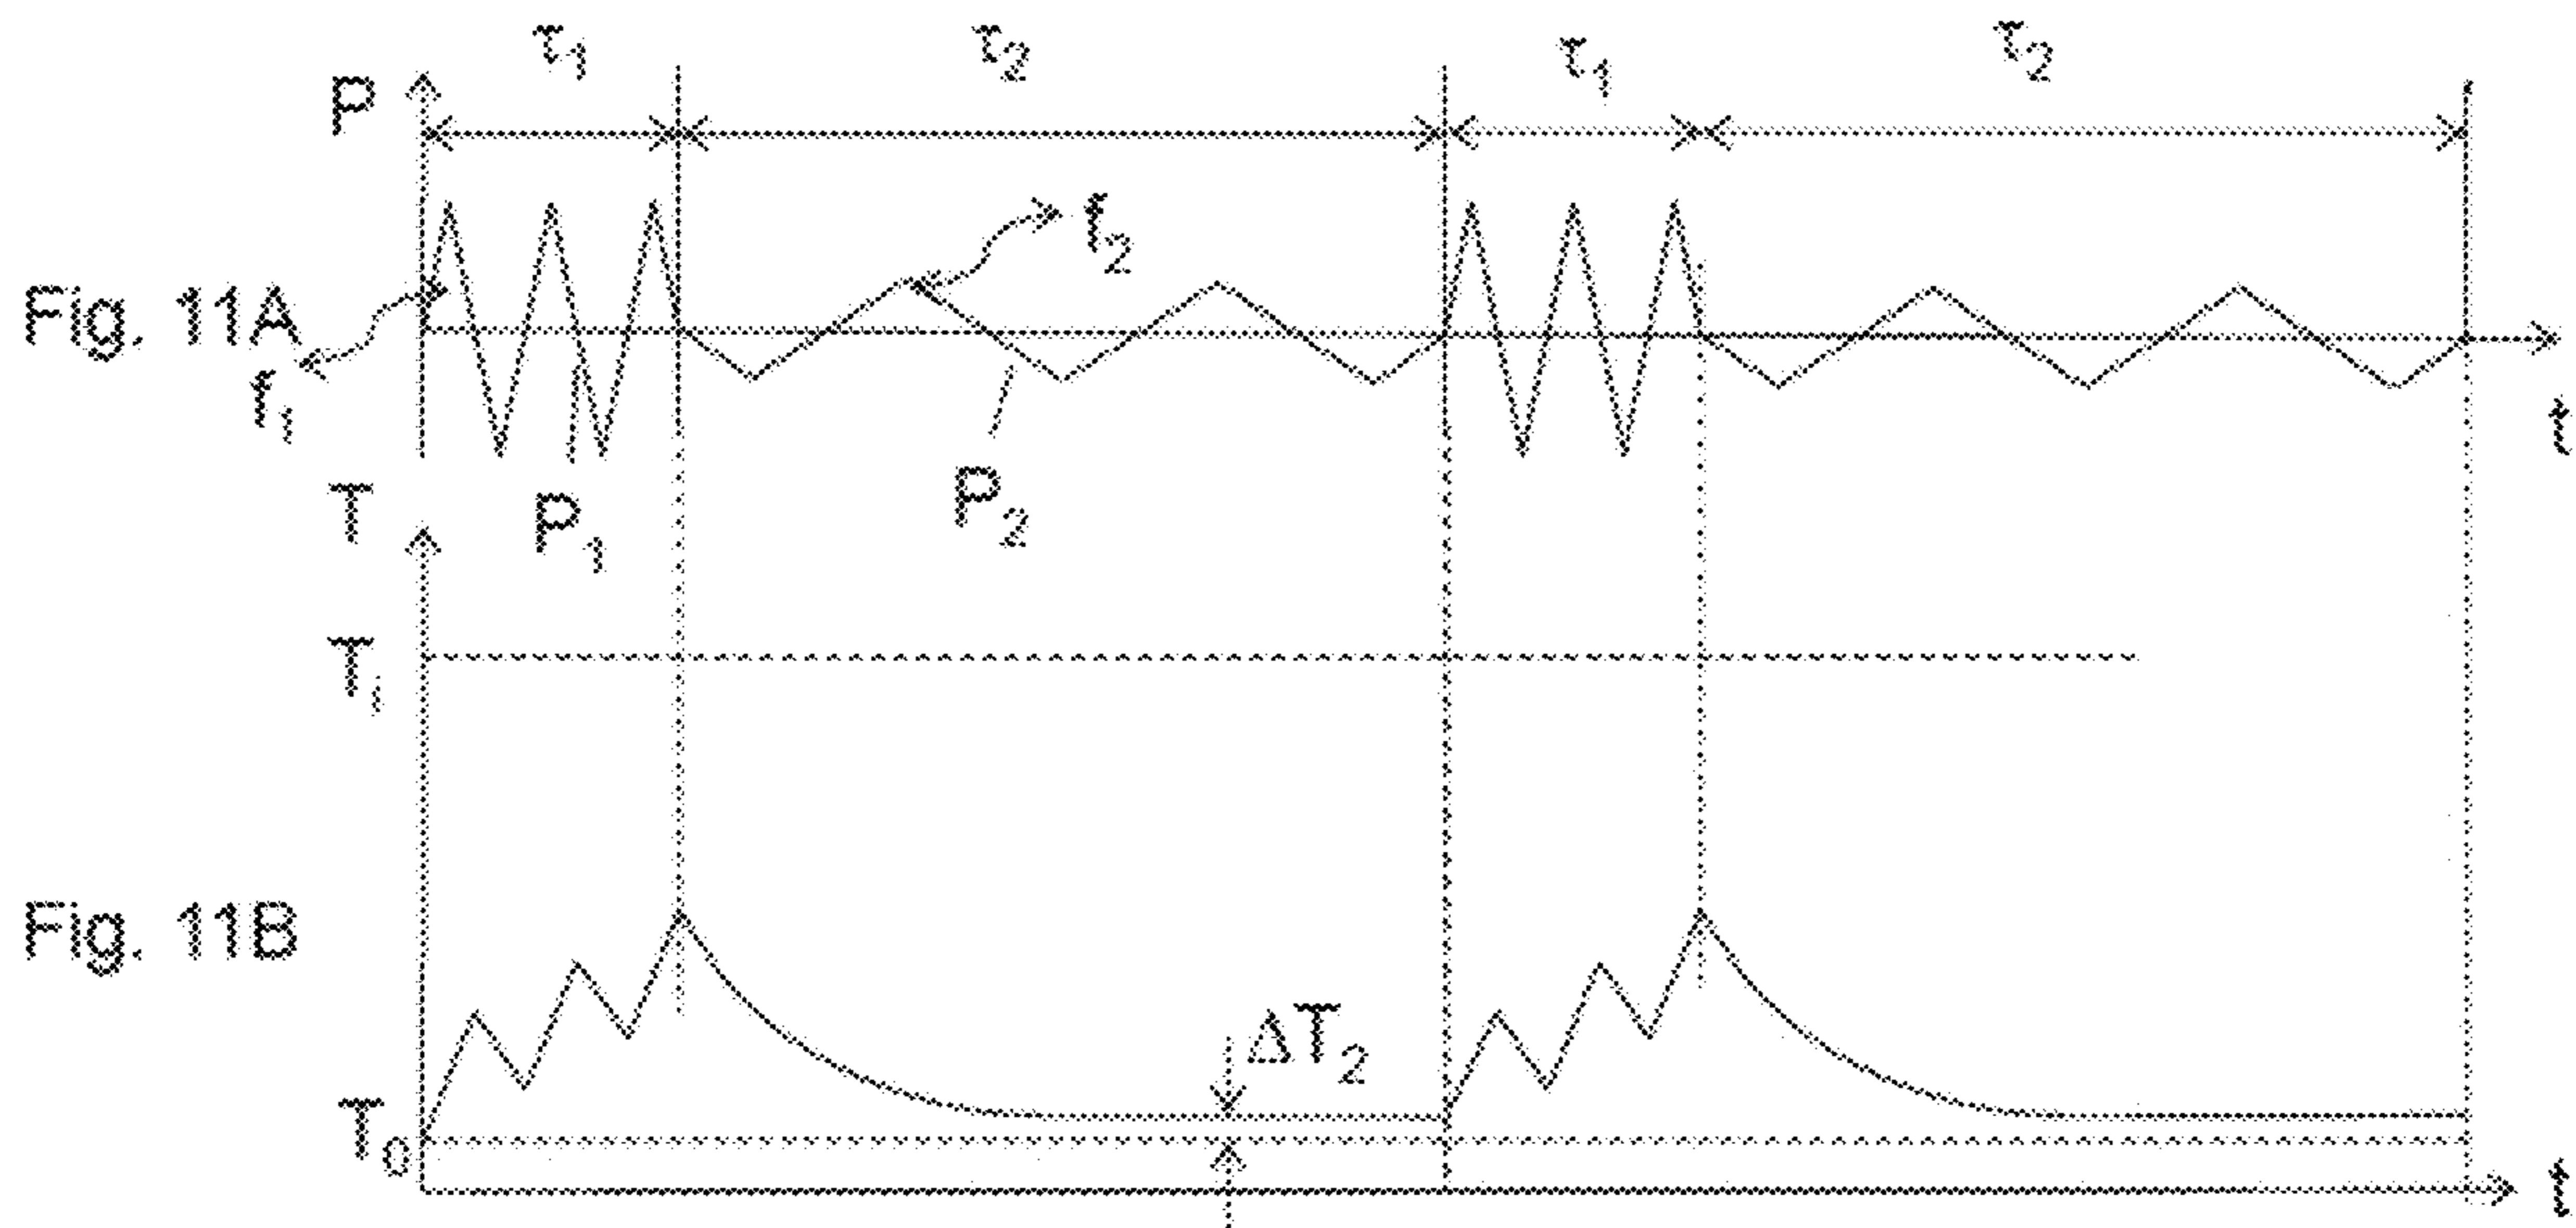 τ₁ τ₂ τ₁ τ₂
P
f₂
Fig. 11A
f₁
t
P₁ P₂
T
Tᵢ
Fig. 11B
ΔT₂
T₀
t